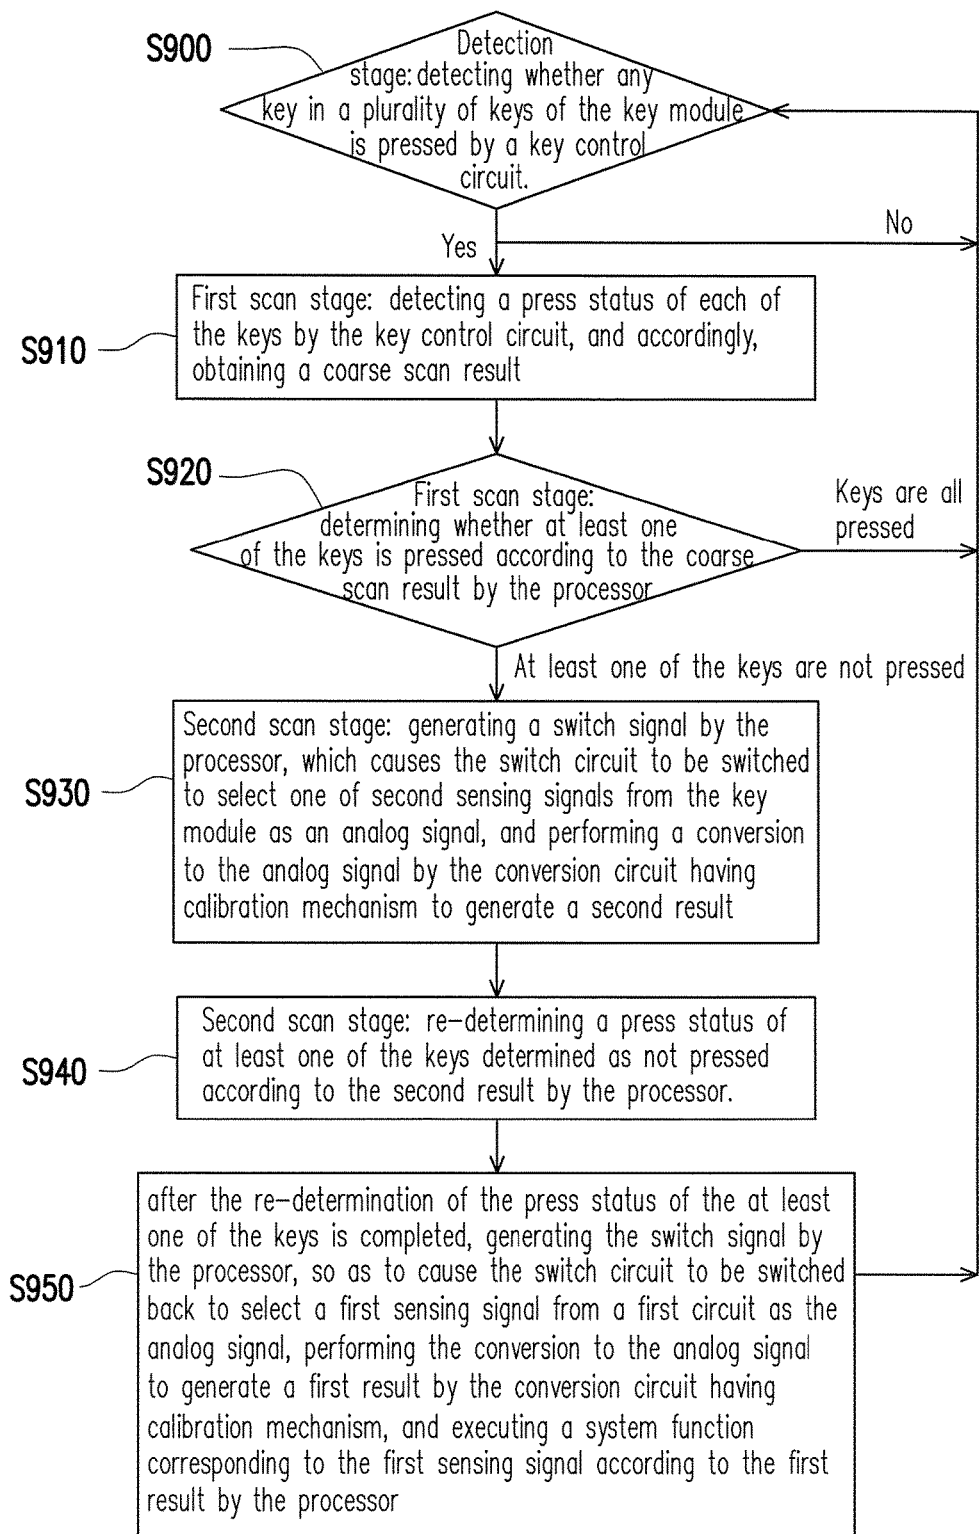 S900
Detection
stage: detecting whether any
key in a plurality of keys of the key module
is pressed by a key control
circuit.
No
Yes
S910
First scan stage: detecting a press status of each of
the keys by the key control circuit, and accordingly,
obtaining a coarse scan result
S920
First scan stage:
determining whether at least one
of the keys is pressed according to the coarse
scan result by the processor
Keys are all
pressed
At least one of the keys are not pressed
S930
Second scan stage: generating a switch signal by the
processor, which causes the switch circuit to be switched
to select one of second sensing signals from the key
module as an analog signal, and performing a conversion
to the analog signal by the conversion circuit having
calibration mechanism to generate a second result
S940
Second scan stage: re-determining a press status of
at least one of the keys determined as not pressed
according to the second result by the processor.
S950
after the re-determination of the press status of the at least
one of the keys is completed, generating the switch signal by
the processor, so as to cause the switch circuit to be switched
back to select a first sensing signal from a first circuit as the
analog signal, performing the conversion to the analog signal
to generate a first result by the conversion circuit having
calibration mechanism, and executing a system function
corresponding to the first sensing signal according to the first
result by the processor